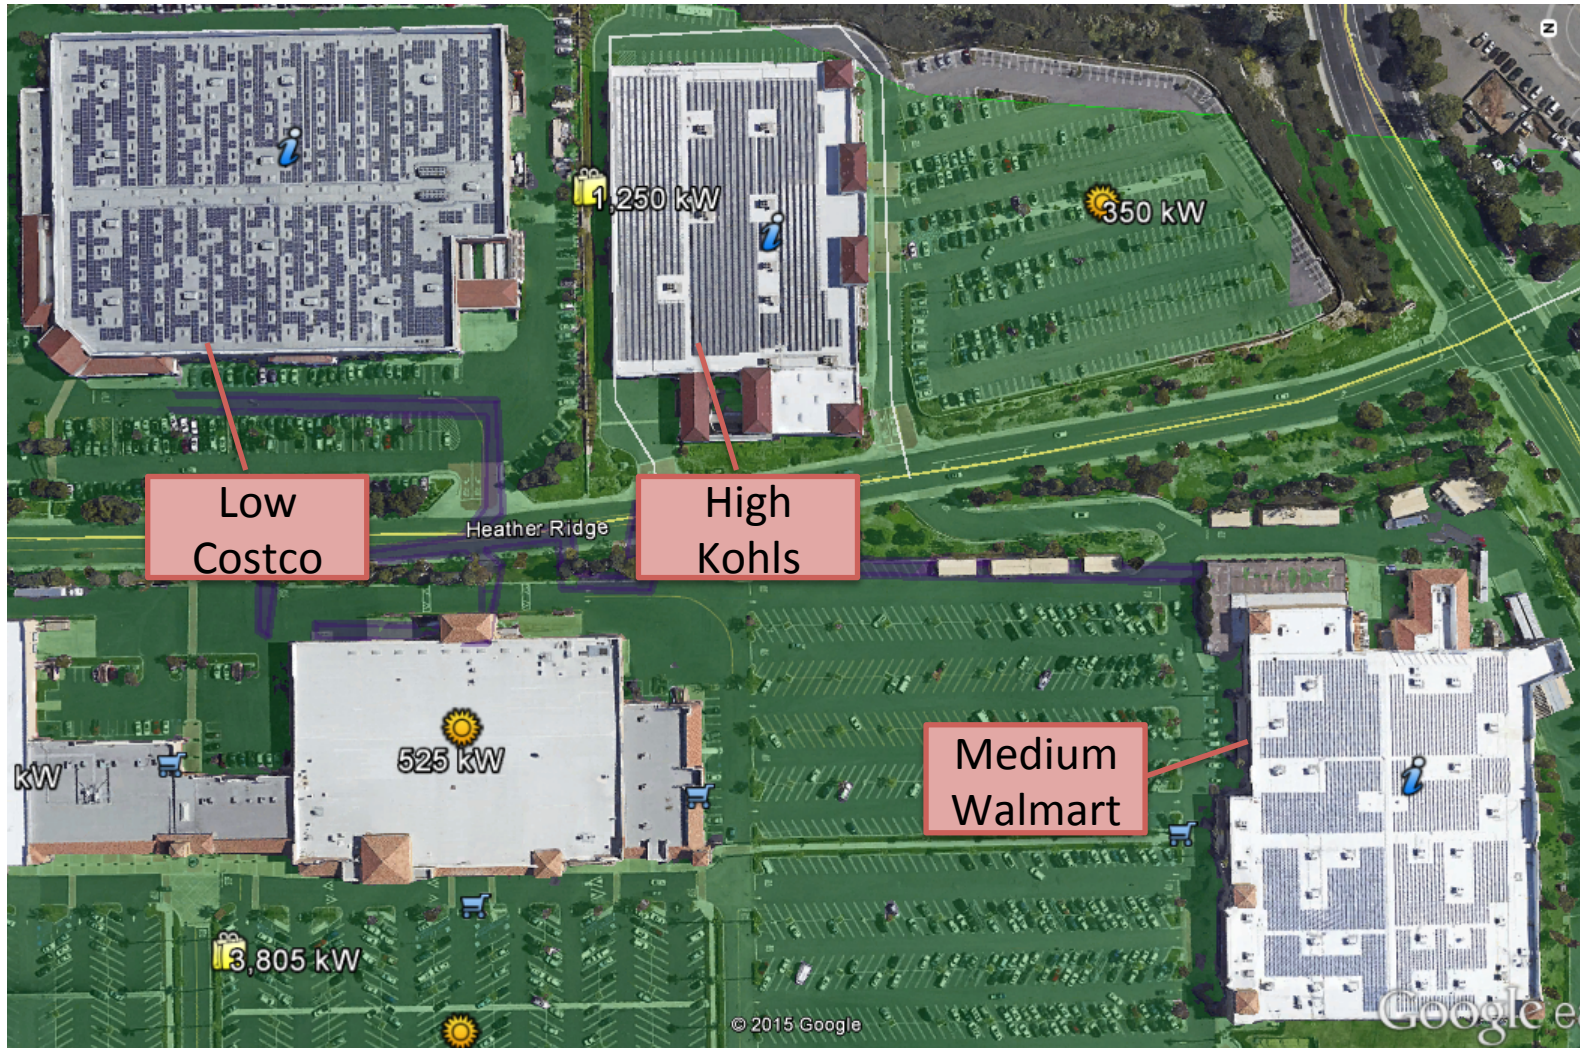 N
1,250 kW
350 kW
Low
Costco
High
Kohls
Heather Ridge
525 kW
kW
Medium
Walmart
3,805 kW
© 2015 Google
Google ea